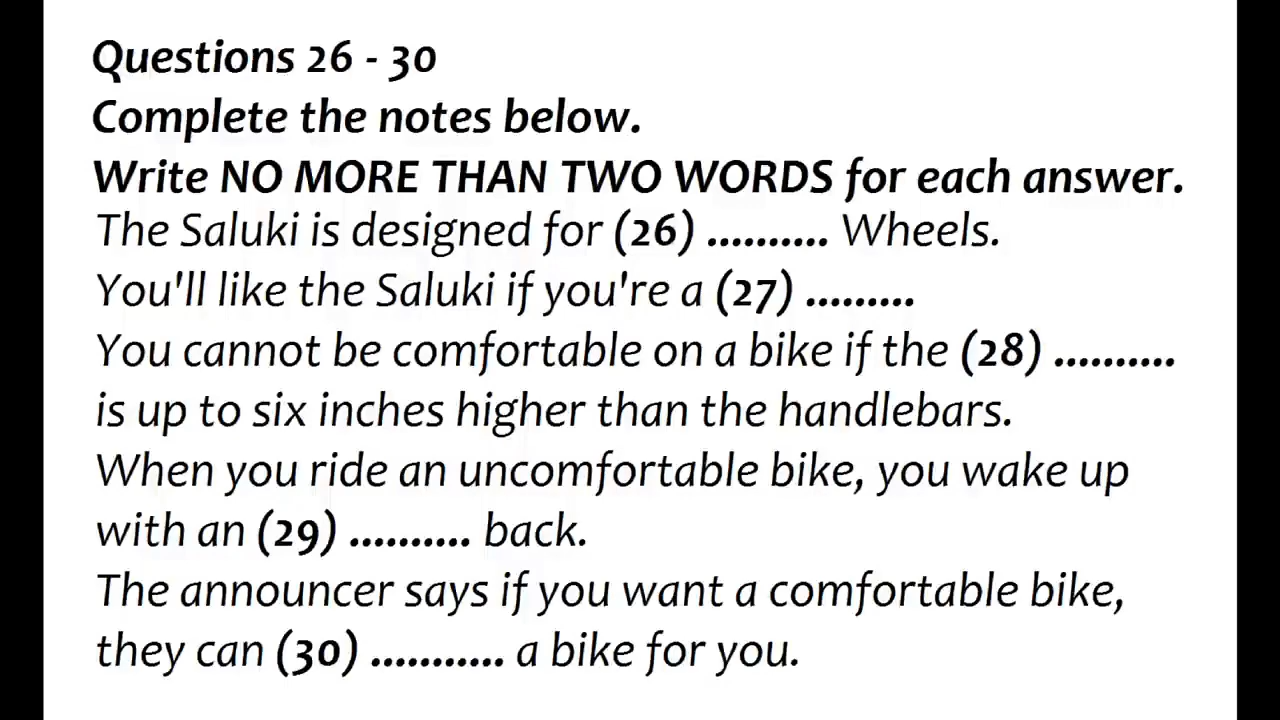 Questions 26 - 30
Complete the notes below.
Write NO MORE THAN TWO WORDS for each answer.
The Saluki is designed for (26) .......... Wheels.
You'll like the Saluki if you're a (27) .........
You cannot be comfortable on a bike if the (28) ..........
is up to six inches higher than the handlebars.
When you ride an uncomfortable bike, you wake up
with an (29) .......... back.
The announcer says if you want a comfortable bike,
they can (30) ........... a bike for you.